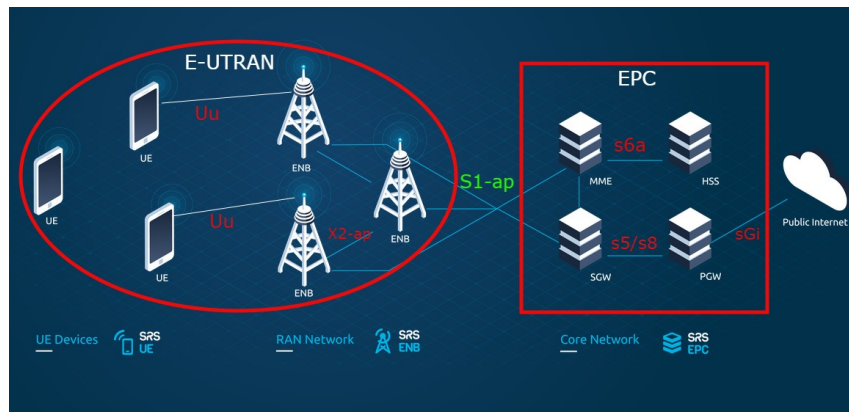 E-UTRAN
EPC
Uu
UE
ENB
s6a
S1-ap
MME
HSS
UE
Uu
X2-ap
ENB
s5/s8
sGi
Public Internet
UE
ENB
SGW
PGW
UE Devices
SRS
UE
RAN Network
SRS
ENB
Core Network
SRS
EPC